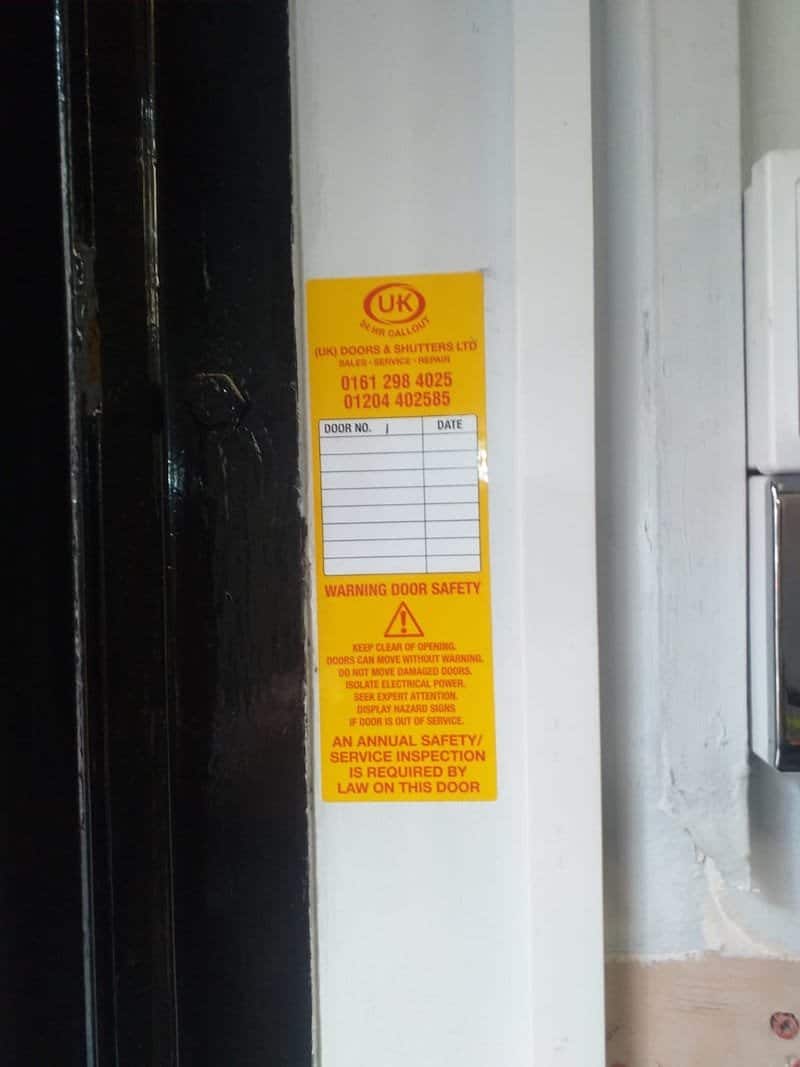 UK
24 HR CALLOUT
(UK) DOORS & SHUTTERS LTD
SALES • SERVICE • REPAIR
0161 298 4025
01204 402585
DOOR NO. DATE
WARNING DOOR SAFETY
KEEP CLEAR OF OPENING.
DOORS CAN MOVE WITHOUT WARNING.
DO NOT MOVE DAMAGED DOORS.
ISOLATE ELECTRICAL POWER.
SEEK EXPERT ATTENTION.
DISPLAY HAZARD SIGNS
IF DOOR IS OUT OF SERVICE.
AN ANNUAL SAFETY/
SERVICE INSPECTION
IS REQUIRED BY
LAW ON THIS DOOR